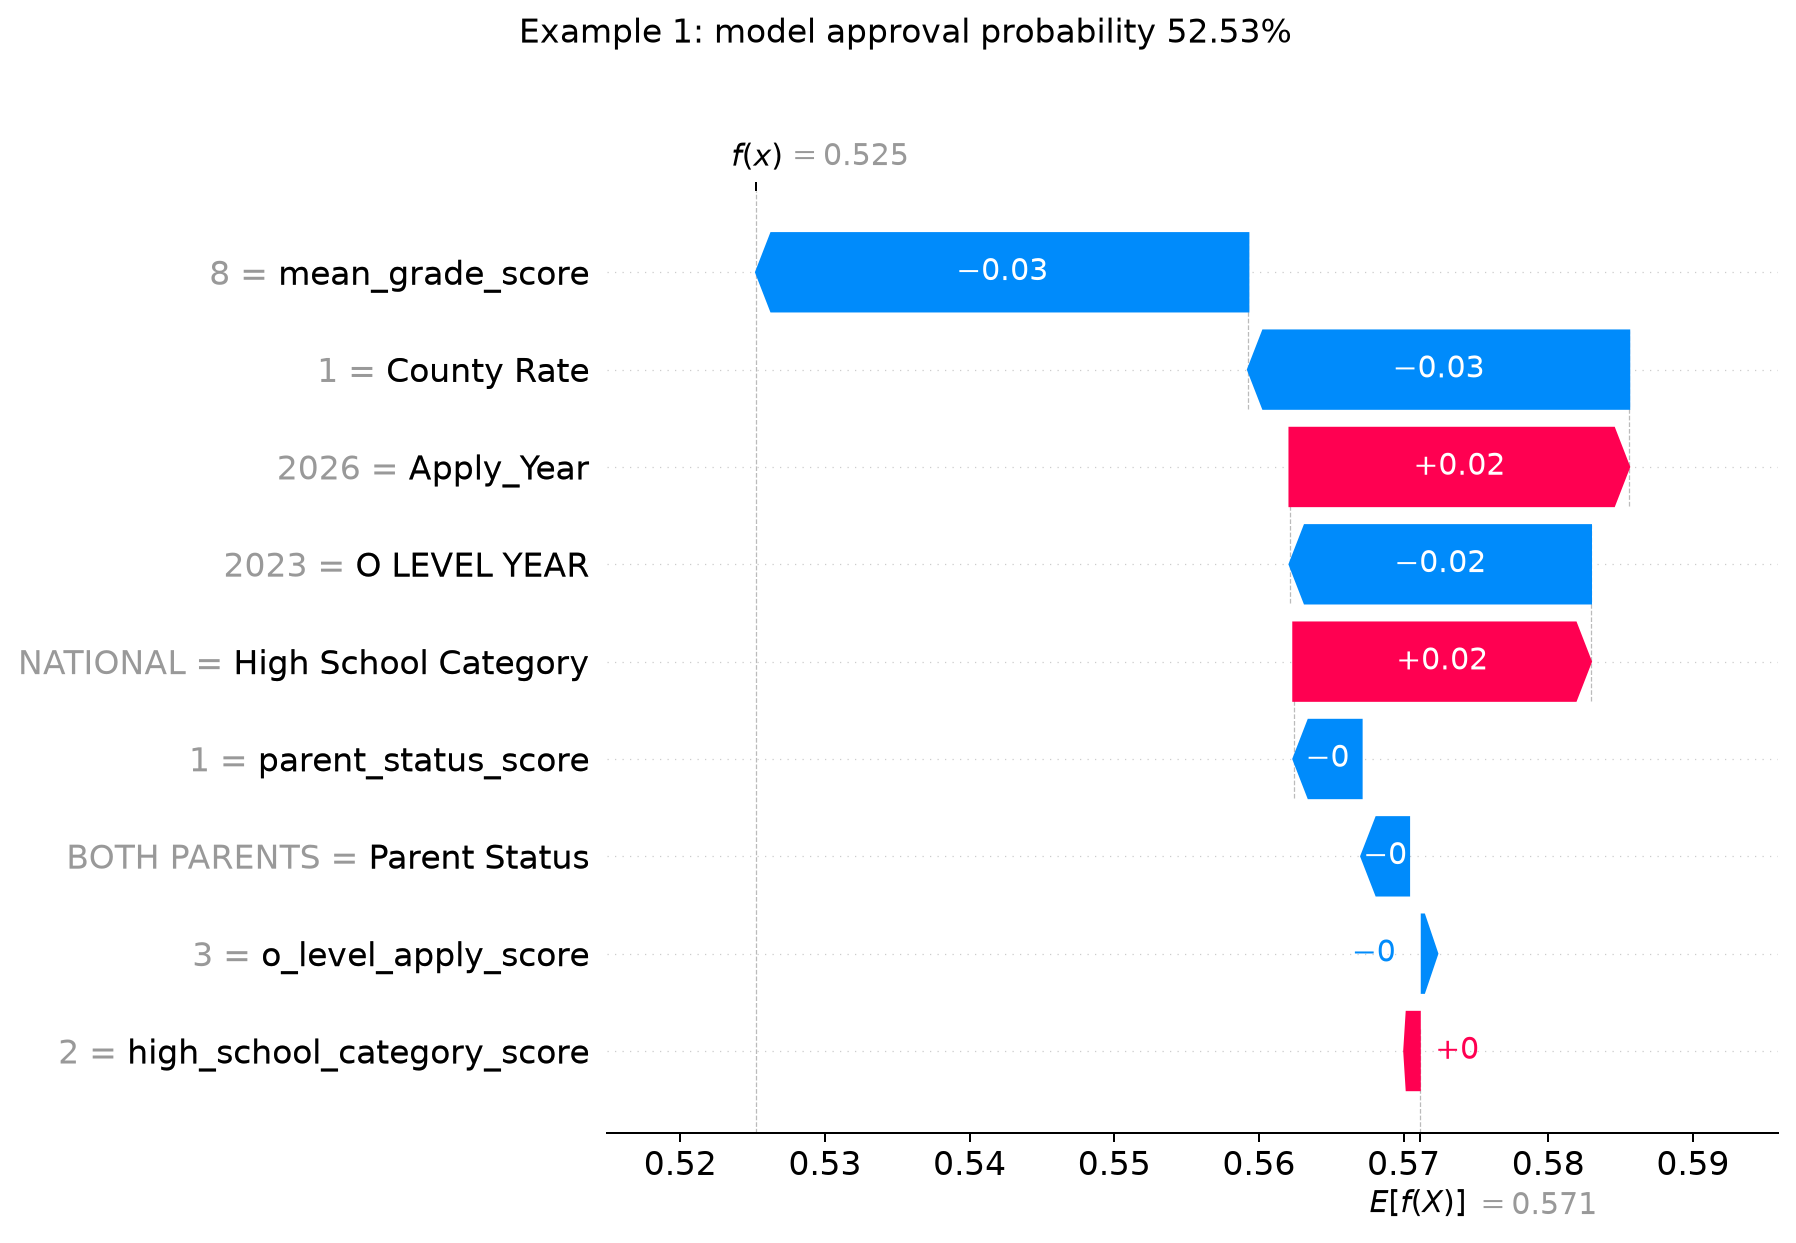 Example 1: model approval probability 52.53%
f(x) = 0.525
8 = mean_grade_score −0.03
1 = County Rate −0.03
2026 = Apply_Year +0.02
2023 = O LEVEL YEAR −0.02
NATIONAL = High School Category +0.02
1 = parent_status_score −0
BOTH PARENTS = Parent Status −0
3 = o_level_apply_score −0
2 = high_school_category_score +0
0.52 0.53 0.54 0.55 0.56 0.57 0.58 0.59
E[f(X)] = 0.571